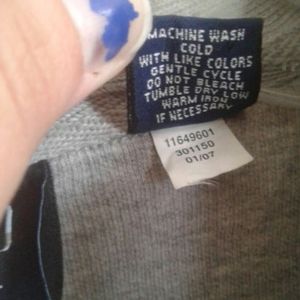 MACHINE WASH
COLD
WITH LIKE COLORS
GENTLE CYCLE
DO NOT BLEACH
TUMBLE DRY LOW
WARM IRON
IF NECESSARY
11649601
301150
01/07